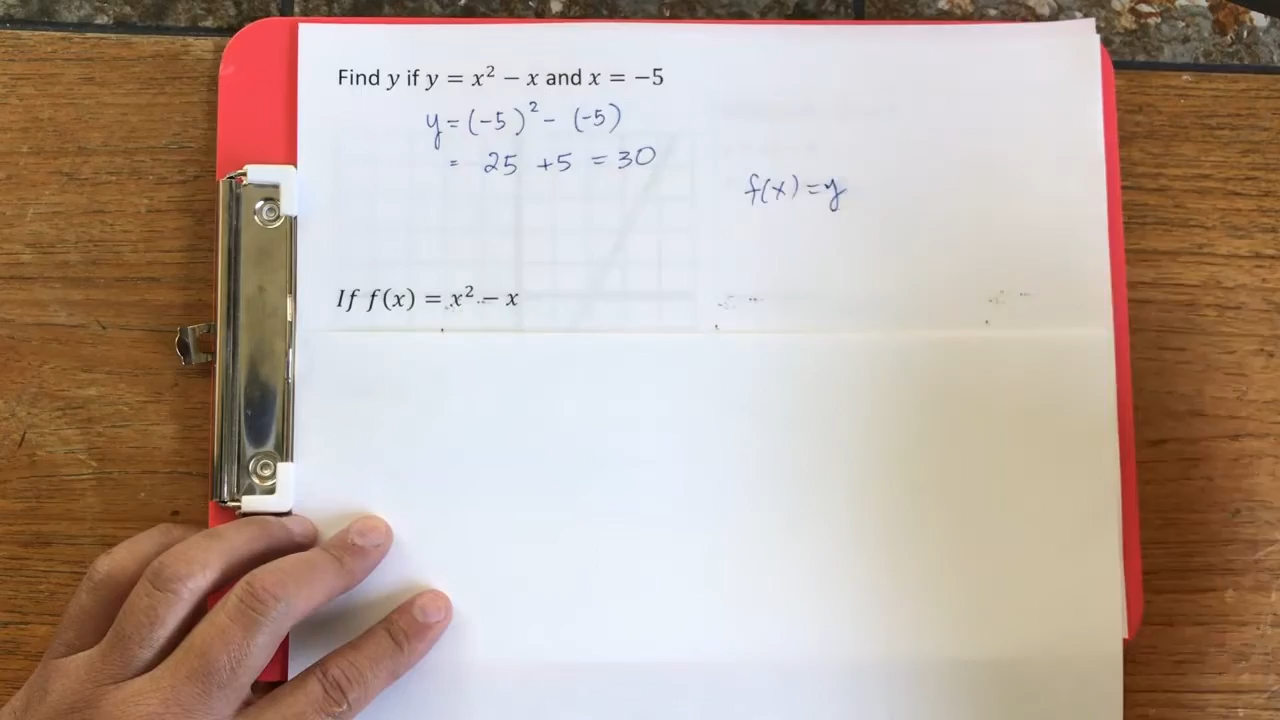 Find y if y = x² − x and x = −5
y = (-5)² - (-5)
= 25 +5 = 30
f(x) = y
If f(x) = x² − x